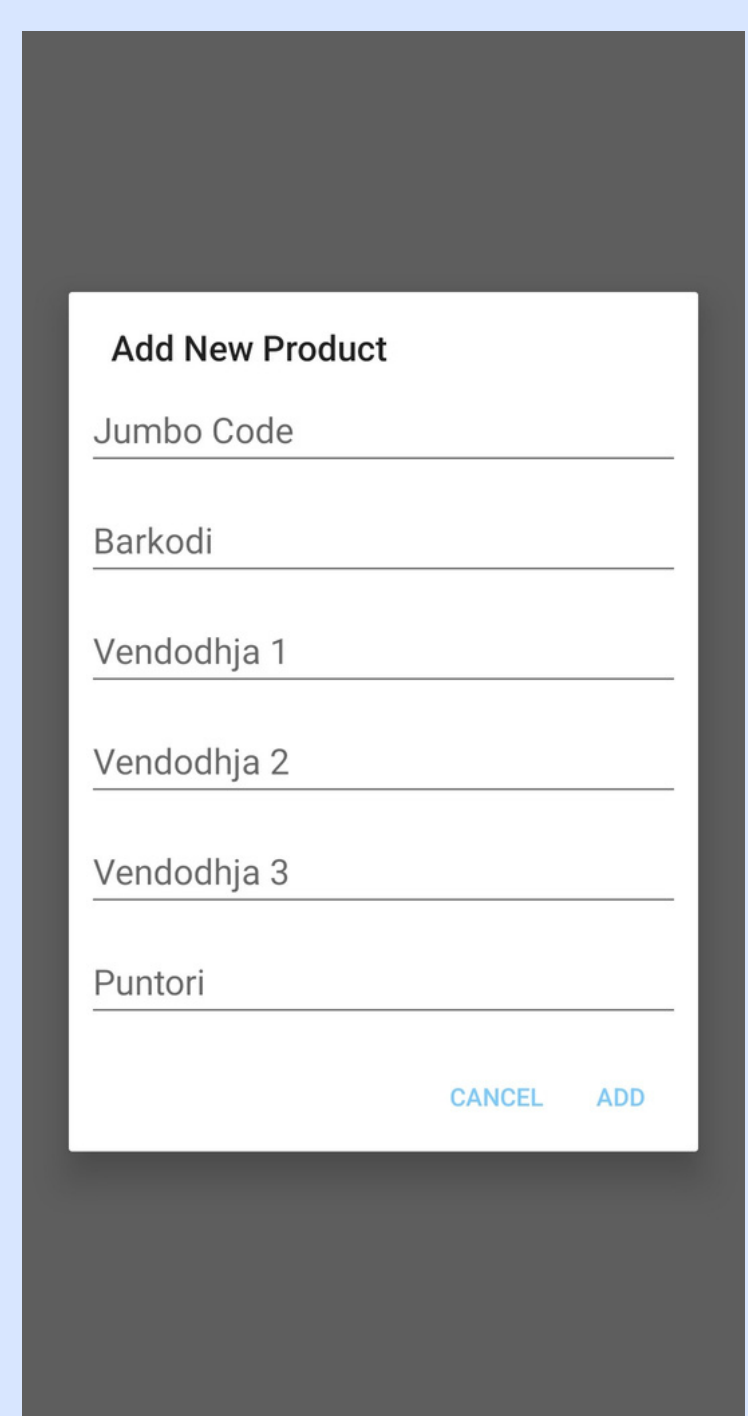 Add New Product
Jumbo Code
Barkodi
Vendodhja 1
Vendodhja 2
Vendodhja 3
Puntori
CANCEL ADD